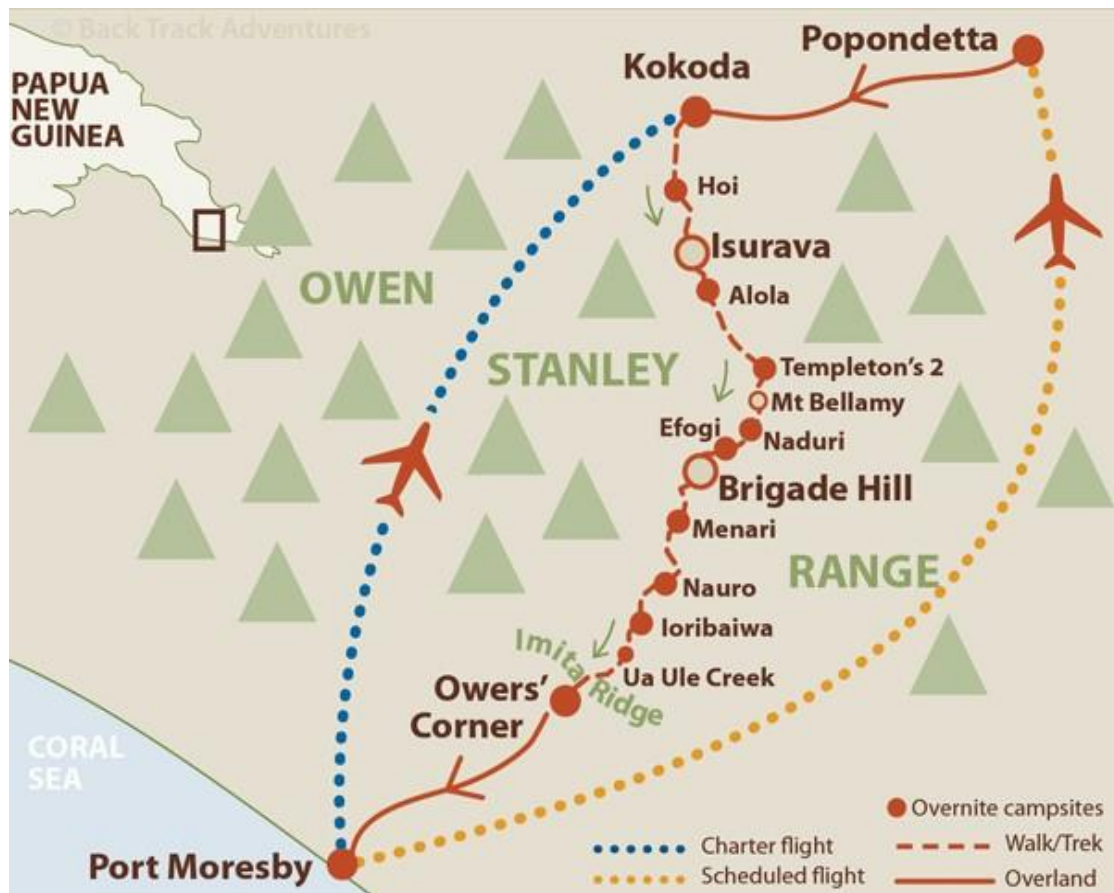 © Back Track Adventures
PAPUA
NEW
GUINEA
Popondetta
Kokoda
Hoi
Isurava
Alola
OWEN
STANLEY
RANGE
Templeton's 2
Mt Bellamy
Naduri
Efogi
Brigade Hill
Menari
Nauro
Ioribaiwa
Ua Ule Creek
Imita Ridge
Owers'
Corner
CORAL
SEA
Port Moresby
Overnite campsites
Charter flight
Walk/Trek
Scheduled flight
Overland